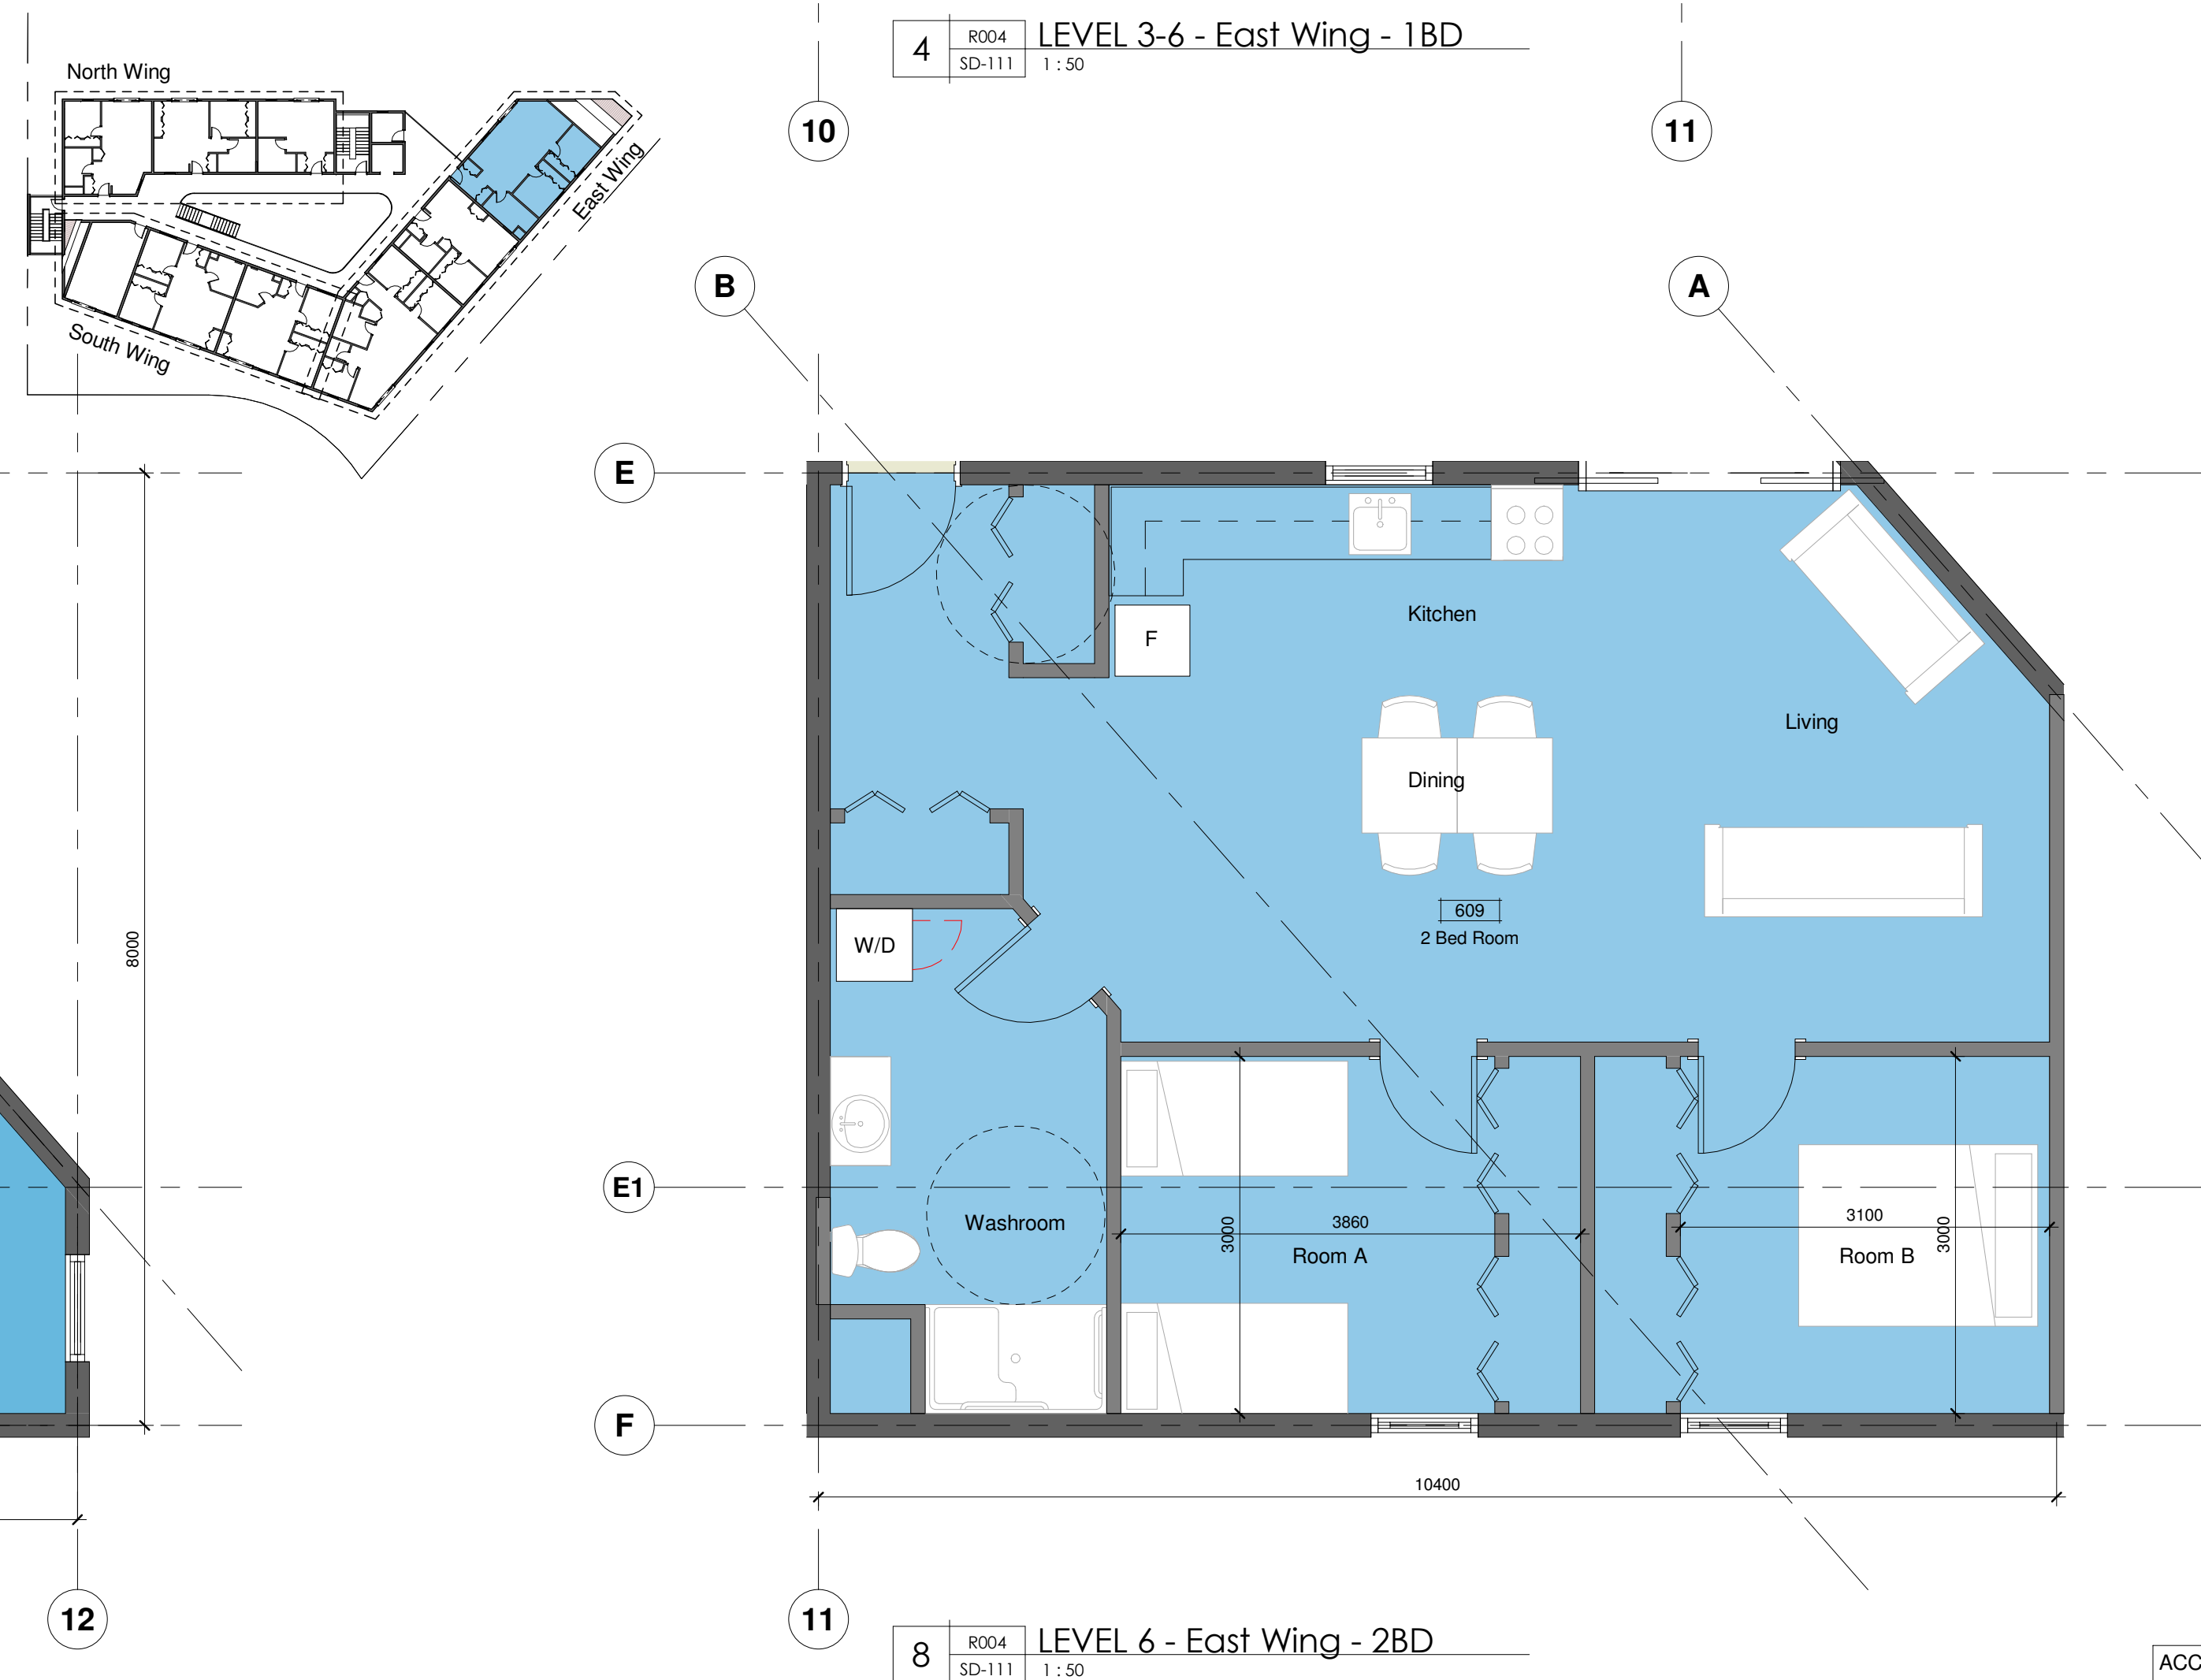 4
R004
SD-111
LEVEL 3-6 - East Wing - 1BD
1 : 50
North Wing
East Wing
South Wing
10
11
B
A
E
Kitchen
F
Living
Dining
609
2 Bed Room
W/D
8000
E1
Washroom
3000
3860
Room A
3100
Room B
3000
F
10400
12
11
8
R004
SD-111
LEVEL 6 - East Wing - 2BD
1 : 50
ACC